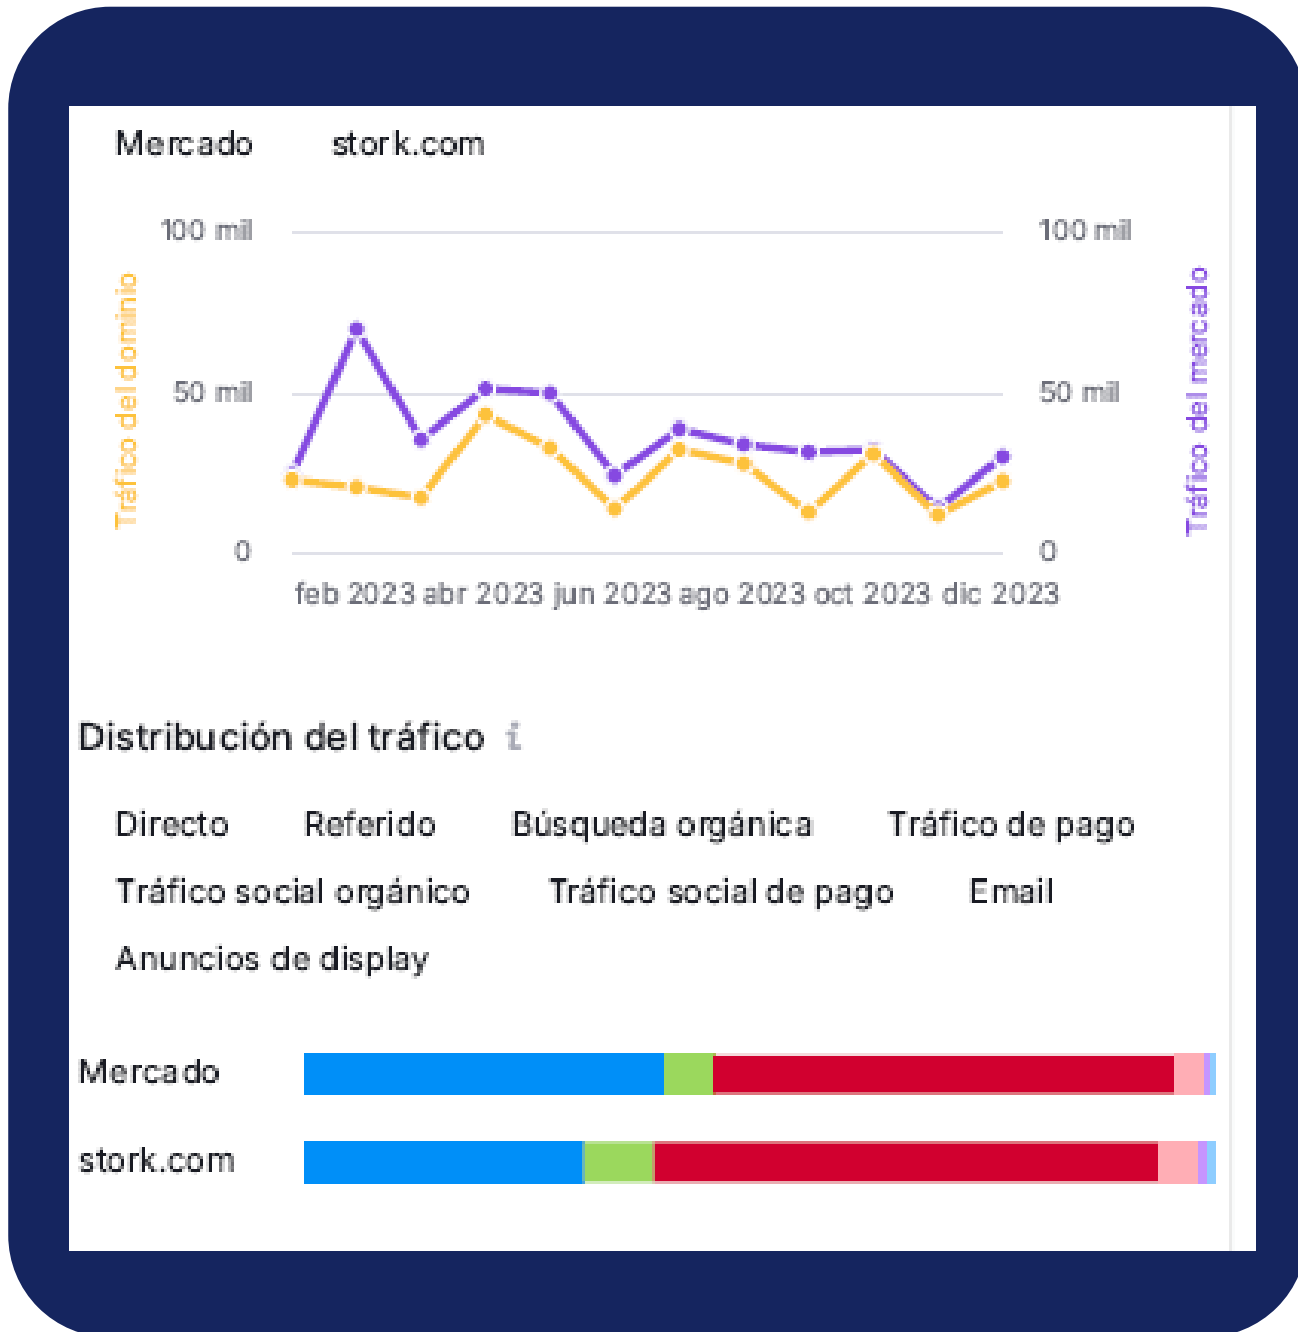 Mercado stork.com
100 mil 100 mil
Tráfico del dominio
Tráfico del mercado
50 mil 50 mil
0 0
feb 2023 abr 2023 jun 2023 ago 2023 oct 2023 dic 2023
Distribución del tráfico i
Directo Referido Búsqueda orgánica Tráfico de pago
Tráfico social orgánico Tráfico social de pago Email
Anuncios de display
Mercado
stork.com